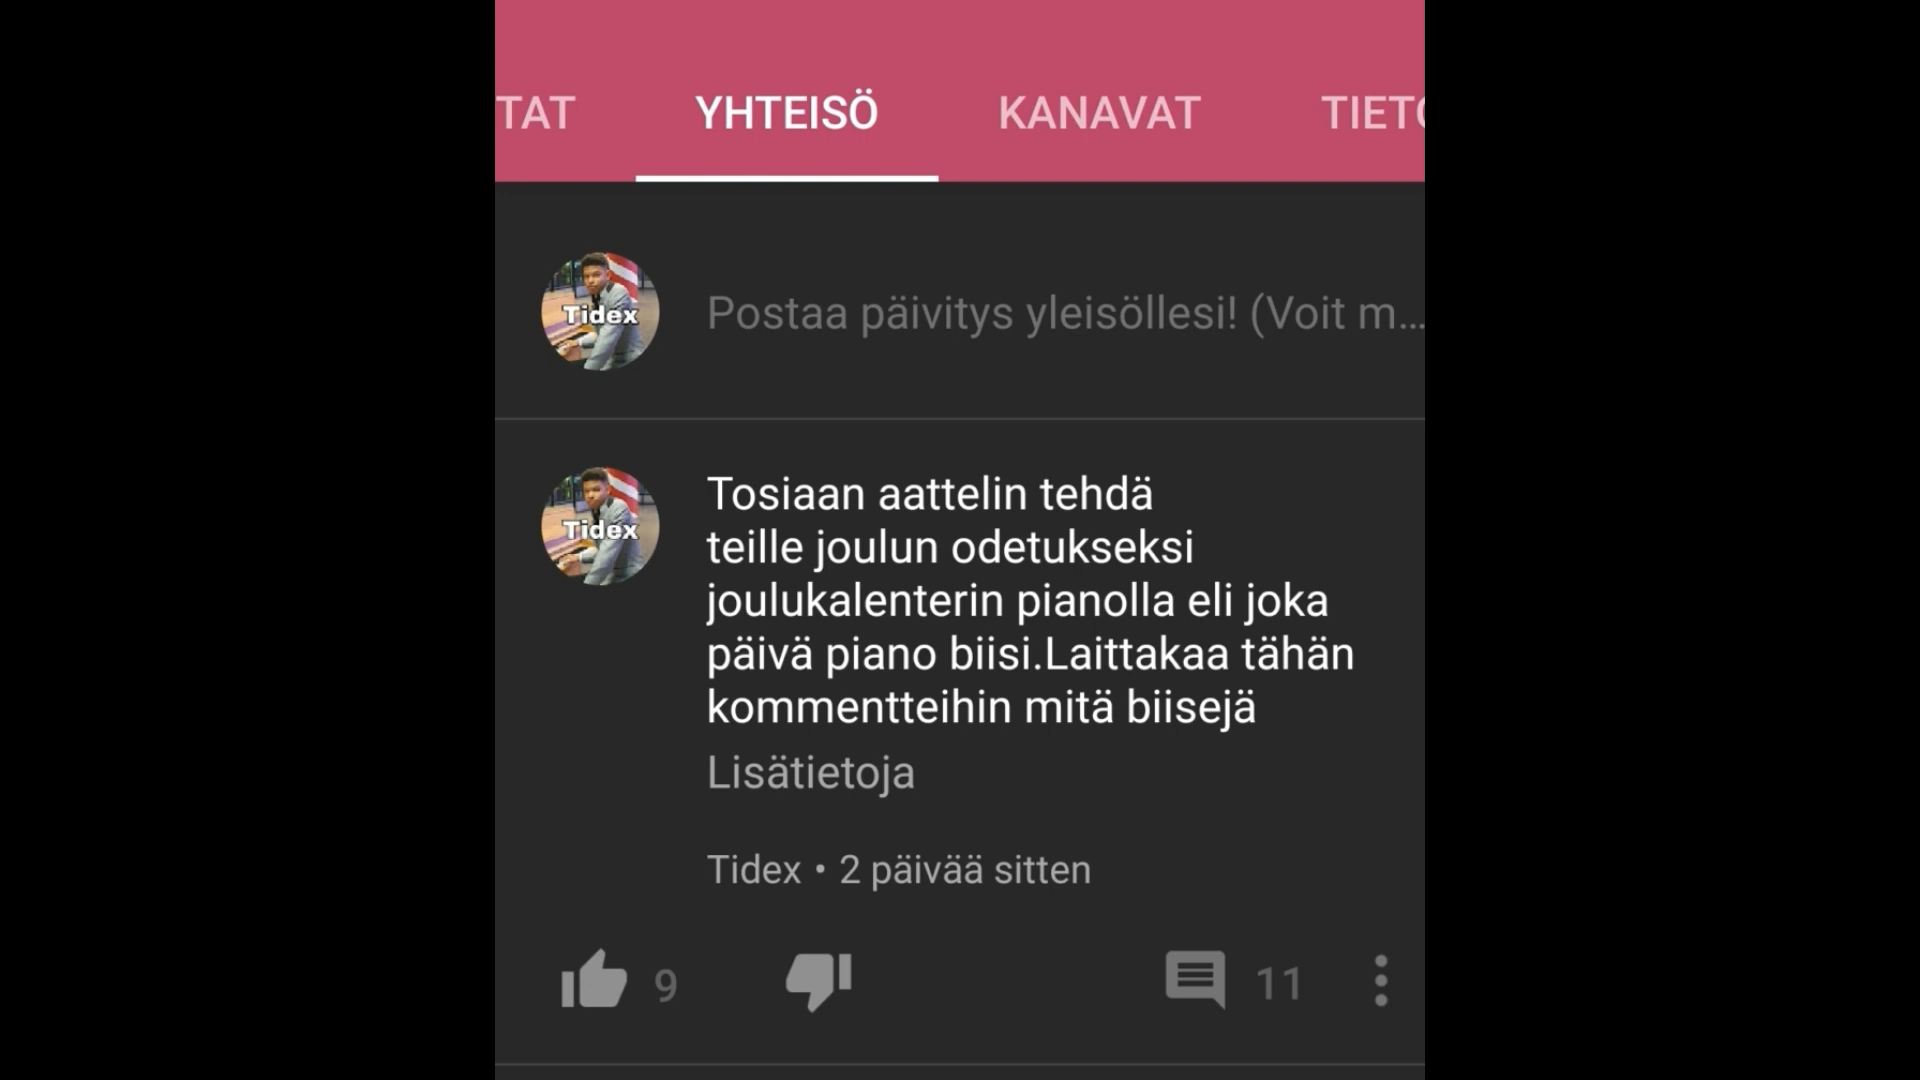 TAT YHTEISÖ KANAVAT TIETO
Tidex
Postaa päivitys yleisöllesi! (Voit m...
Tidex
Tosiaan aattelin tehdä
teille joulun odetukseksi
joulukalenterin pianolla eli joka
päivä piano biisi.Laittakaa tähän
kommentteihin mitä biisejä
Lisätietoja
Tidex • 2 päivää sitten
9 11